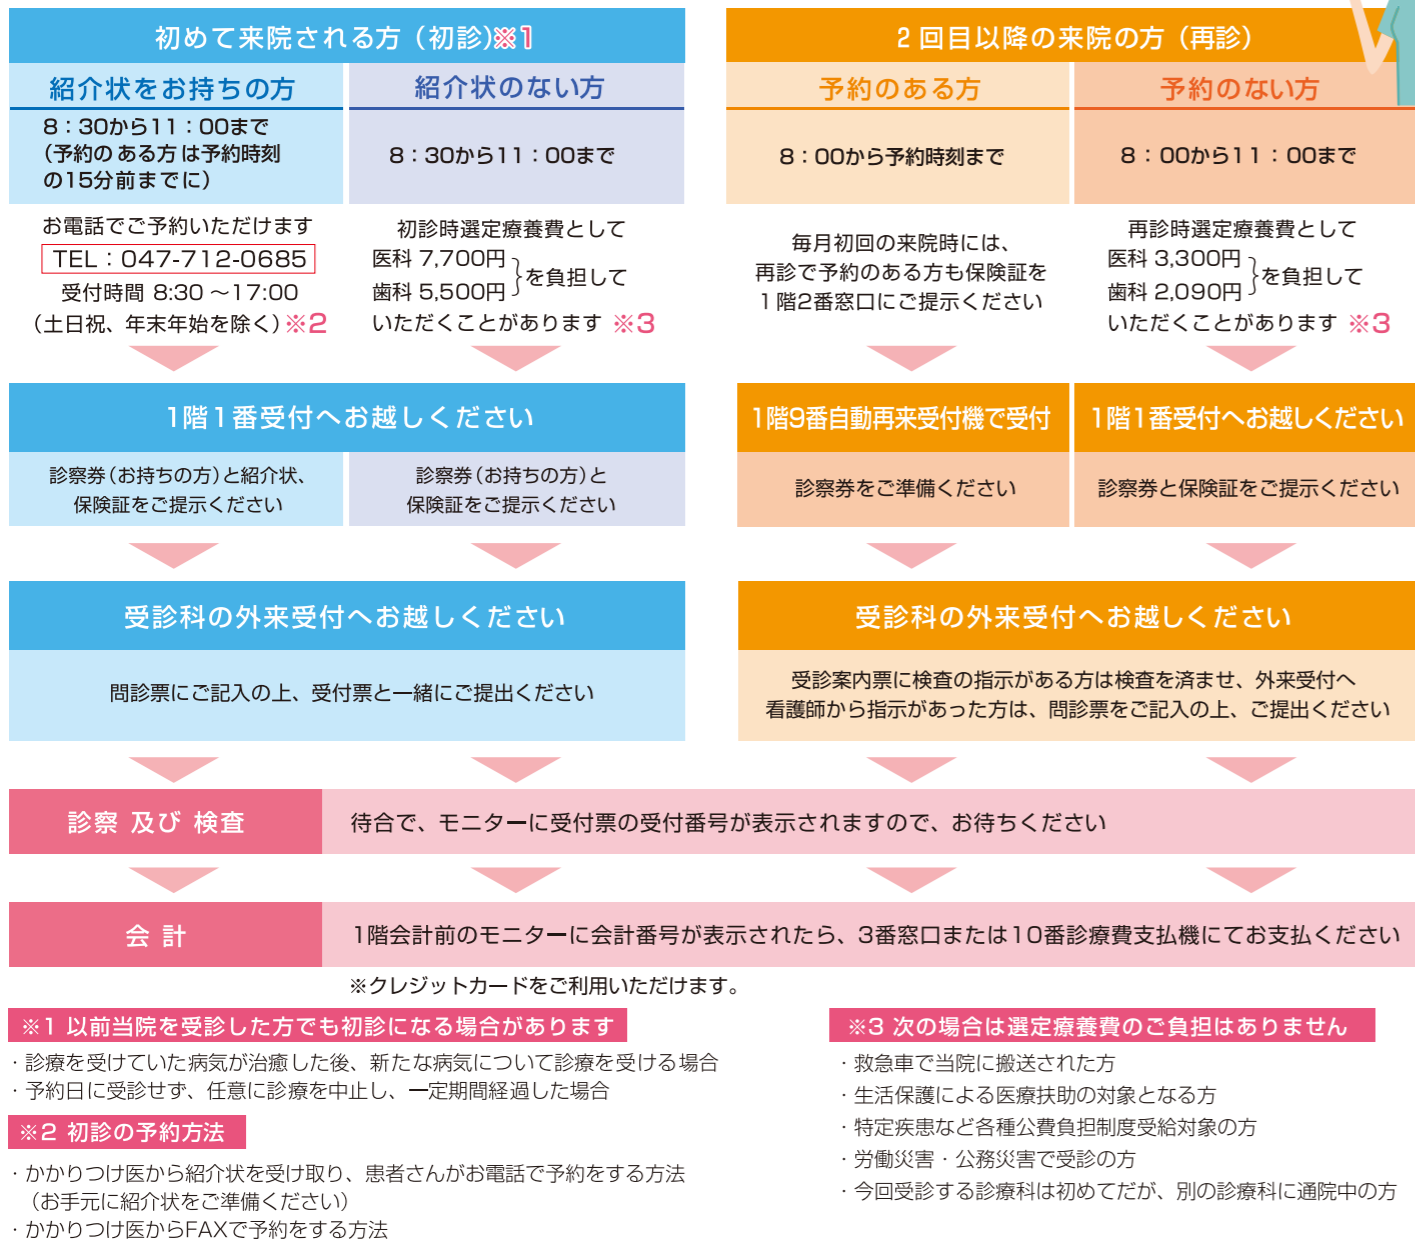 初めて来院される方（初診）※1
紹介状をお持ちの方
8：30から11：00まで
（予約のある方は予約時刻
の15分前までに）
お電話でご予約いただけます
TEL：047-712-0685
受付時間 8:30～17:00
（土日祝、年末年始を除く）※2
紹介状のない方
8：30から11：00まで
初診時選定療養費として
医科 7,700円
歯科 5,500円
を負担して
いただくことがあります ※3
2回目以降の来院の方（再診）
予約のある方
8：00から予約時刻まで
毎月初回の来院時には、
再診で予約のある方も保険証を
1階2番窓口にご提示ください
予約のない方
8：00から11：00まで
再診時選定療養費として
医科 3,300円
歯科 2,090円
を負担して
いただくことがあります ※3
1階1番受付へお越しください
診察券（お持ちの方）と紹介状、
保険証をご提示ください
診察券（お持ちの方）と
保険証をご提示ください
1階9番自動再来受付機で受付
診察券をご準備ください
1階1番受付へお越しください
診察券と保険証をご提示ください
受診科の外来受付へお越しください
問診票にご記入の上、受付票と一緒にご提出ください
受診科の外来受付へお越しください
受診案内票に検査の指示がある方は検査を済ませ、外来受付へ
看護師から指示があった方は、問診票をご記入の上、ご提出ください
診察 及び 検査
待合で、モニターに受付票の受付番号が表示されますので、お待ちください
会 計
1階会計前のモニターに会計番号が表示されたら、3番窓口または10番診療費支払機にてお支払ください
※クレジットカードをご利用いただけます。
※1 以前当院を受診した方でも初診になる場合があります
・診療を受けていた病気が治癒した後、新たな病気について診療を受ける場合
・予約日に受診せず、任意に診療を中止し、一定期間経過した場合
※2 初診の予約方法
・かかりつけ医から紹介状を受け取り、患者さんがお電話で予約をする方法
（お手元に紹介状をご準備ください）
・かかりつけ医からFAXで予約をする方法
※3 次の場合は選定療養費のご負担はありません
・救急車で当院に搬送された方
・生活保護による医療扶助の対象となる方
・特定疾患など各種公費負担制度受給対象の方
・労働災害・公務災害で受診の方
・今回受診する診療科は初めてだが、別の診療科に通院中の方